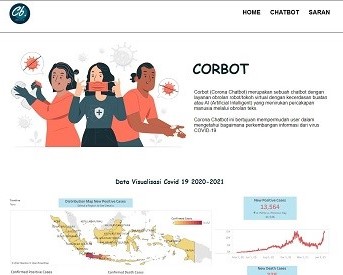 Cb.
HOME CHATBOT SARAN
CORBOT
Corbot (Corona Chatbot) merupakan sebuah chatbot dengan
layanan obrolan robot/tokoh virtual dengan kecerdasan buatan
atau AI (Artificial Intelligent) yang menirukan percakapan
manusia melalui obrolan teks.
Corona Chatbot ini bertujuan mempermudah user dalam
mengetahui bagaimana perkembangan informasi dan virus
COVID-19
Data Visualisasi Covid 19 2020-2021
Distribution Map New Positive Cases
New Positive Cases
13,564
Confirmed Cases
Confirmed Positive Cases
Confirmed Death Cases
New Death Cases